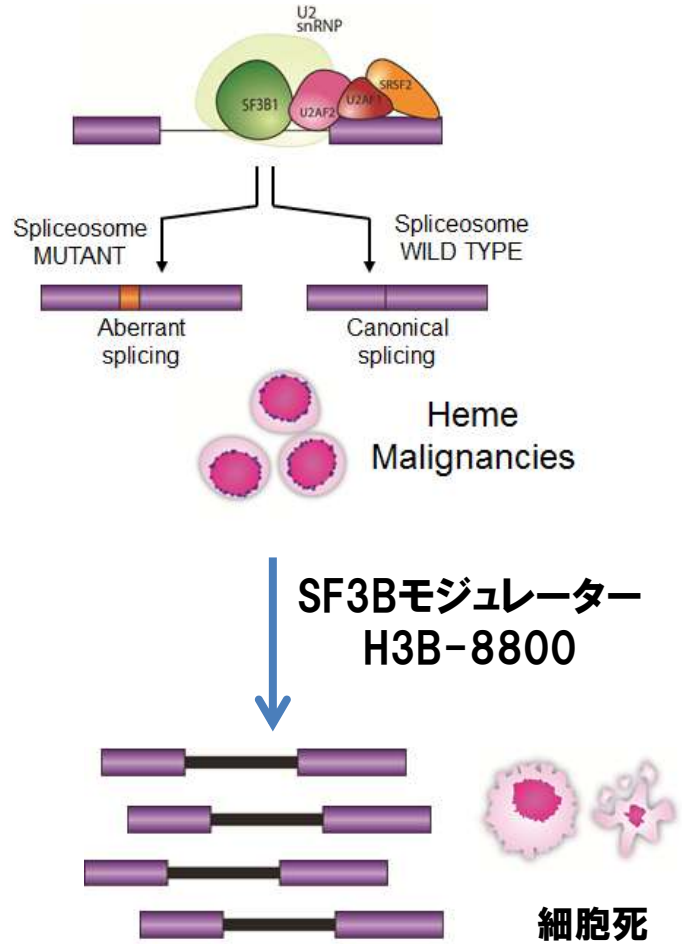 U2
snRNP
SF3B1
U2AF2
U2AF1
SRSF2
Spliceosome
MUTANT
Spliceosome
WILD TYPE
Aberrant
splicing
Canonical
splicing
Heme
Malignancies
SF3Bモジュレーター
H3B-8800
細胞死